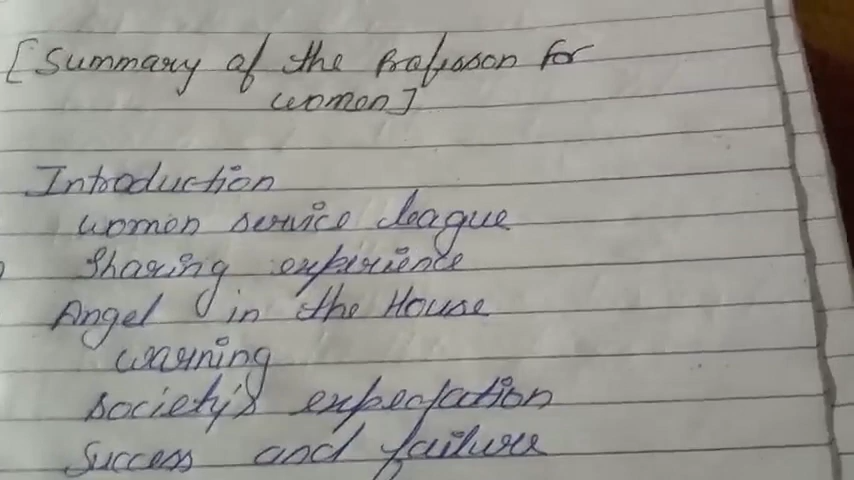 [Summary of the Profession for
women]
Introduction
women service league
Sharing experience
Angel in the House
warning
society's expectation
Success and failure